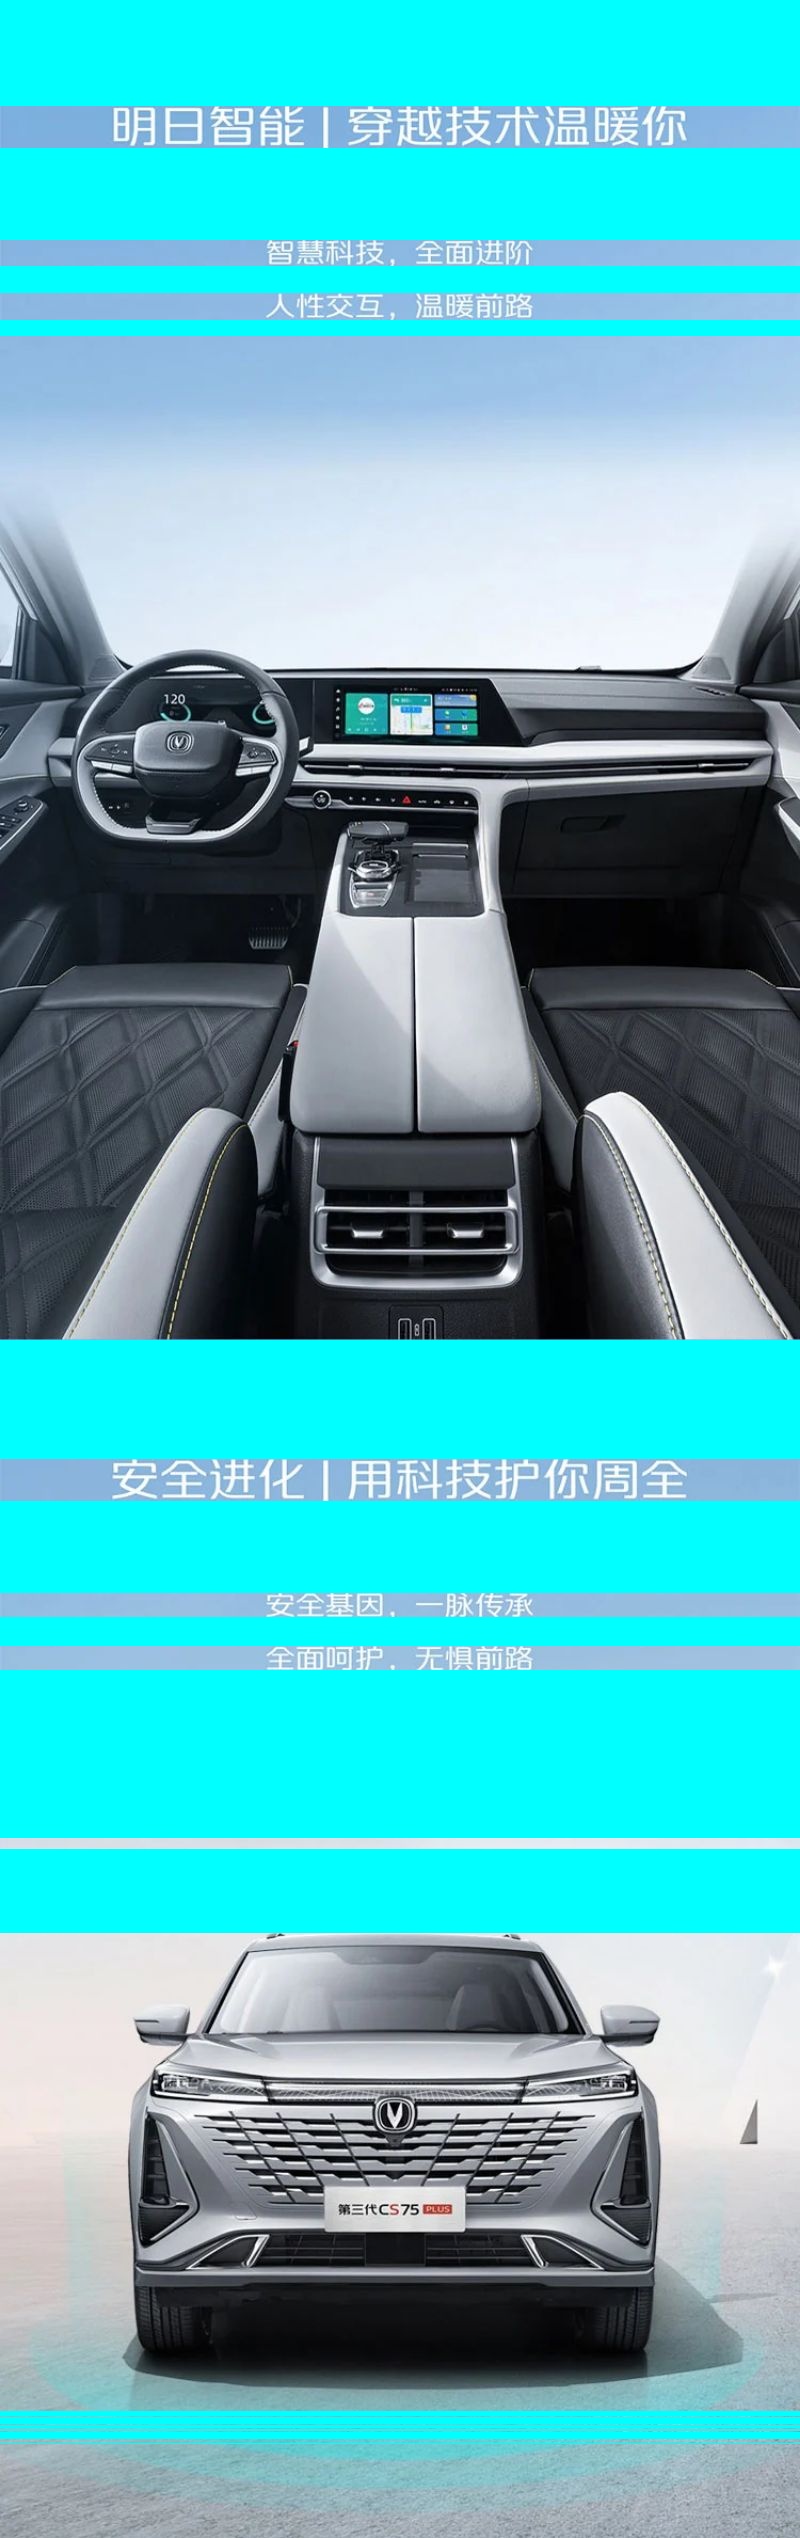 明日智能 | 穿越技术温暖你
智慧科技，全面进阶
人性交互，温暖前路
120
安全进化 | 用科技护你周全
安全基因，一脉传承
全面呵护，无惧前路
第三代CS75 PLUS